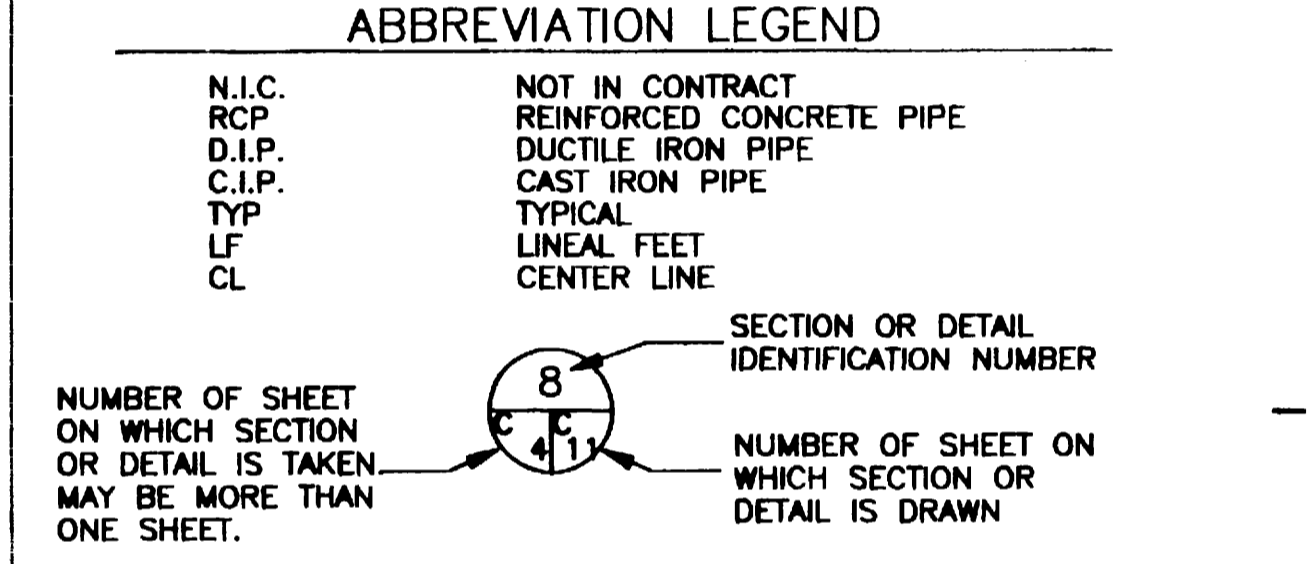 ABBREVIATION LEGEND
N.I.C. NOT IN CONTRACT
RCP REINFORCED CONCRETE PIPE
D.I.P. DUCTILE IRON PIPE
C.I.P. CAST IRON PIPE
TYP TYPICAL
LF LINEAL FEET
CL CENTER LINE
SECTION OR DETAIL
IDENTIFICATION NUMBER
8
C C
4 11
NUMBER OF SHEET
ON WHICH SECTION
OR DETAIL IS TAKEN
MAY BE MORE THAN
ONE SHEET.
NUMBER OF SHEET ON
WHICH SECTION OR
DETAIL IS DRAWN